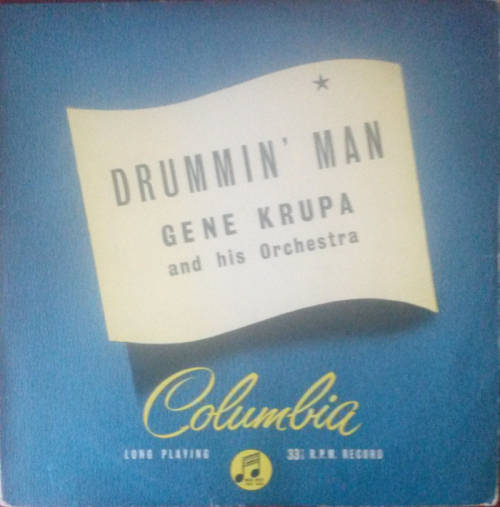 DRUMMIN' MAN
GENE KRUPA
and his Orchestra
Columbia
LONG PLAYING 33⅓ R.P.M. RECORD